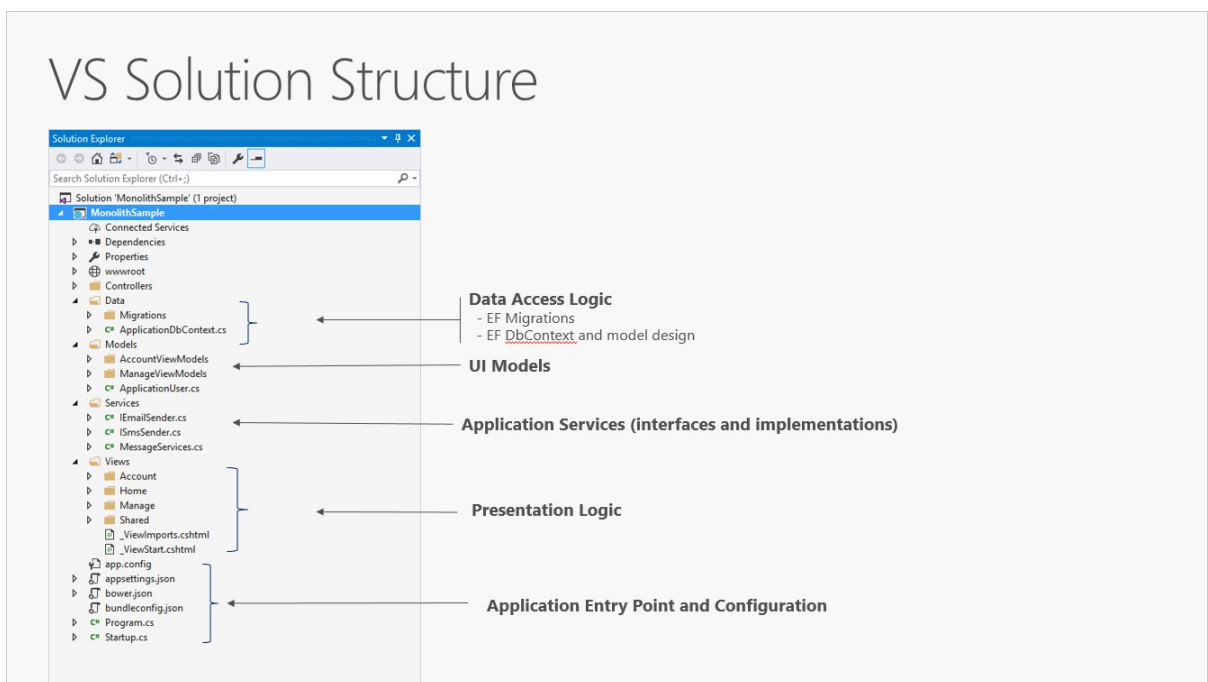 VS Solution Structure
Solution Explorer
Search Solution Explorer (Ctrl+;)
Solution 'MonolithSample' (1 project)
MonolithSample
Connected Services
Dependencies
Properties
wwwroot
Controllers
Data
Migrations
ApplicationDbContext.cs
Models
AccountViewModels
ManageViewModels
ApplicationUser.cs
Services
IEmailSender.cs
ISmsSender.cs
MessageServices.cs
Views
Account
Home
Manage
Shared
_ViewImports.cshtml
_ViewStart.cshtml
app.config
appsettings.json
bower.json
bundleconfig.json
C# Program.cs
C# Startup.cs
Data Access Logic
- EF Migrations
- EF DbContext and model design
UI Models
Application Services (interfaces and implementations)
Presentation Logic
Application Entry Point and Configuration